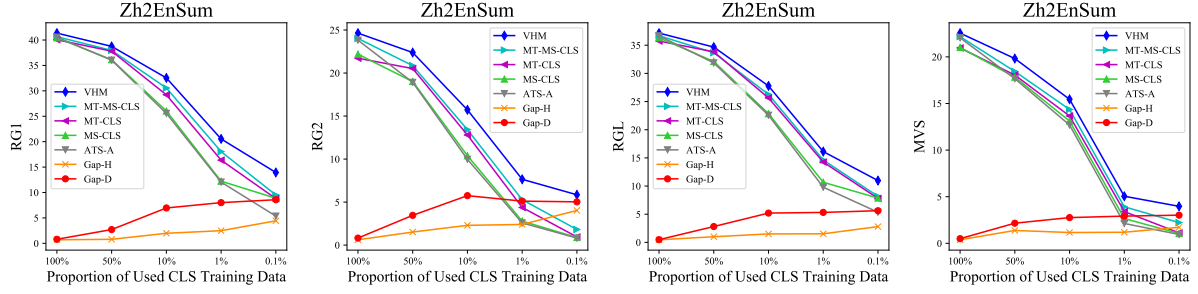 Zh2EnSum
RG1
40
35
30
25
20
15
10
5
0
VHM
MT-MS-CLS
MT-CLS
MS-CLS
ATS-A
Gap-H
Gap-D
100%
50%
10%
1%
0.1%
Proportion of Used CLS Training Data
Zh2EnSum
RG2
25
20
15
10
5
0
VHM
MT-MS-CLS
MT-CLS
MS-CLS
ATS-A
Gap-H
Gap-D
100%
50%
10%
1%
0.1%
Proportion of Used CLS Training Data
Zh2EnSum
RGL
35
30
25
20
15
10
5
0
VHM
MT-MS-CLS
MT-CLS
MS-CLS
ATS-A
Gap-H
Gap-D
100%
50%
10%
1%
0.1%
Proportion of Used CLS Training Data
Zh2EnSum
MVS
20
15
10
5
0
VHM
MT-MS-CLS
MT-CLS
MS-CLS
ATS-A
Gap-H
Gap-D
100%
50%
10%
1%
0.1%
Proportion of Used CLS Training Data